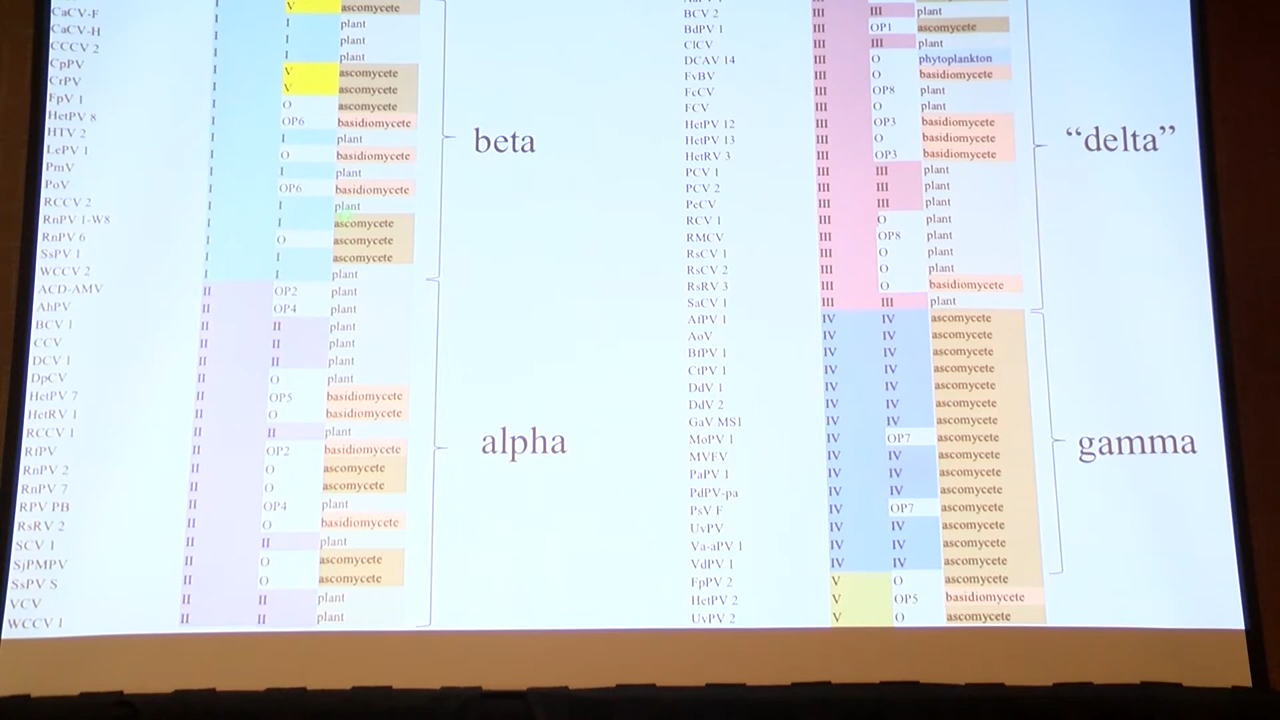 I V ascomycete
CaCV-F I I plant
CaCV-H I I plant
CCCV 2 I I plant
CpPV I V ascomycete
CrPV I V ascomycete
FpV 1 I O ascomycete
HetPV 8 I OP6 basidiomycete
HTV 2 I I plant
LePV 1 I O basidiomycete
PmV I I plant
PoV I OP6 basidiomycete
RCCV 2 I I plant
RnPV 1-W8 I I ascomycete
RnPV 6 I O ascomycete
SsPV 1 I I ascomycete
WCCV 2 I I plant
beta
ACD-AMV II OP2 plant
AhPV II OP4 plant
BCV 1 II II plant
CCV II II plant
DCV 1 II II plant
DpCV II O plant
HetPV 7 II OP5 basidiomycete
HetRV 1 II O basidiomycete
RCCV 1 II II plant
RfPV II OP2 basidiomycete
RnPV 2 II O ascomycete
RnPV 7 II O ascomycete
RPV PB II OP4 plant
RsRV 2 II O basidiomycete
SCV 1 II II plant
SjPMPV II O ascomycete
SsPV S II O ascomycete
VCV II II plant
WCCV 1 II II plant
alpha
BCV 2 III III plant
BdPV 1 III OP1 ascomycete
ClCV III III plant
DCAV 14 III O phytoplankton
FvBV III O basidiomycete
FcCV III OP8 plant
FCV III O plant
HetPV 12 III OP3 basidiomycete
HetPV 13 III O basidiomycete
HetRV 3 III OP3 basidiomycete
PCV 1 III III plant
PCV 2 III III plant
PeCV III III plant
RCV 1 III O plant
RMCV III OP8 plant
RsCV 1 III O plant
RsCV 2 III O plant
RsRV 3 III O basidiomycete
SaCV 1 III III plant
“delta”
AfPV 1 IV IV ascomycete
AoV IV IV ascomycete
BfPV 1 IV IV ascomycete
CtPV 1 IV IV ascomycete
DdV 1 IV IV ascomycete
DdV 2 IV IV ascomycete
GaV MS1 IV IV ascomycete
MoPV 1 IV OP7 ascomycete
MVFV IV IV ascomycete
PaPV 1 IV IV ascomycete
PdPV-pa IV IV ascomycete
PsV F IV OP7 ascomycete
UvPV IV IV ascomycete
Va-aPV 1 IV IV ascomycete
VdPV 1 IV IV ascomycete
gamma
FpPV 2 V O ascomycete
HetPV 2 V OP5 basidiomycete
UvPV 2 V O ascomycete